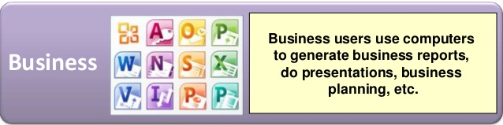 Business
A O P
W N S X
V I P P
Business users use computers
to generate business reports,
do presentations, business
planning, etc.